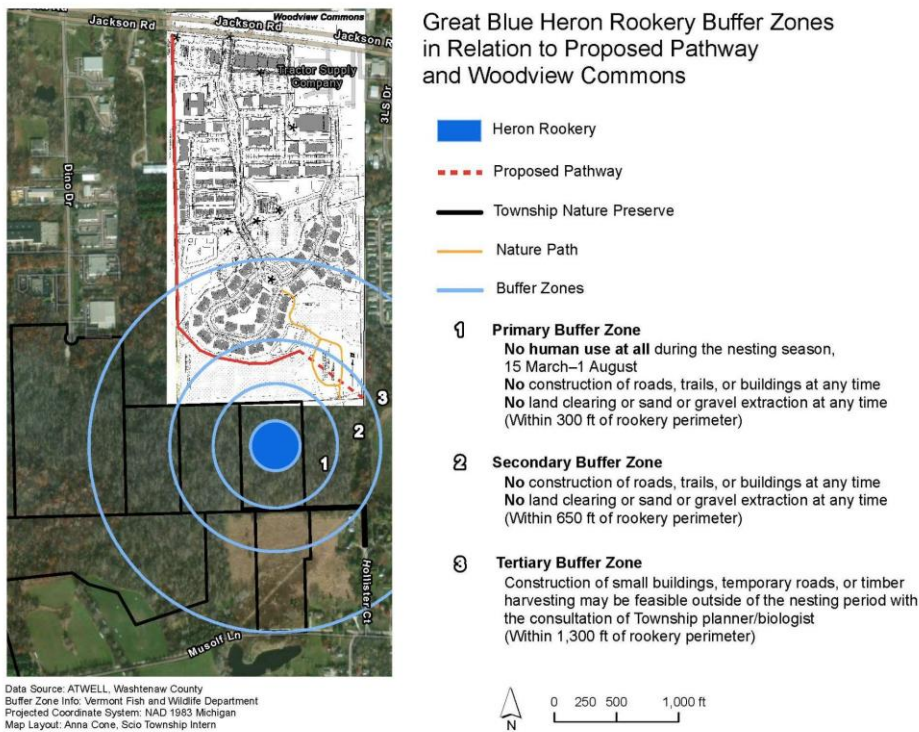 Woodview Commons
Jackson Rd
Jackson Rd
Jackson R
Tractor Supply
Company
3LS Dr
Dino Dr
3
2
1
Hollister Ct
Musolf Ln
Data Source: ATWELL, Washtenaw County
Buffer Zone Info: Vermont Fish and Wildlife Department
Projected Coordinate System: NAD 1983 Michigan
Map Layout: Anna Cone, Scio Township Intern
Great Blue Heron Rookery Buffer Zones
in Relation to Proposed Pathway
and Woodview Commons
Heron Rookery
Proposed Pathway
Township Nature Preserve
Nature Path
Buffer Zones
1 Primary Buffer Zone
No human use at all during the nesting season,
15 March–1 August
No construction of roads, trails, or buildings at any time
No land clearing or sand or gravel extraction at any time
(Within 300 ft of rookery perimeter)
2 Secondary Buffer Zone
No construction of roads, trails, or buildings at any time
No land clearing or sand or gravel extraction at any time
(Within 650 ft of rookery perimeter)
3 Tertiary Buffer Zone
Construction of small buildings, temporary roads, or timber
harvesting may be feasible outside of the nesting period with
the consultation of Township planner/biologist
(Within 1,300 ft of rookery perimeter)
N
0 250 500 1,000 ft